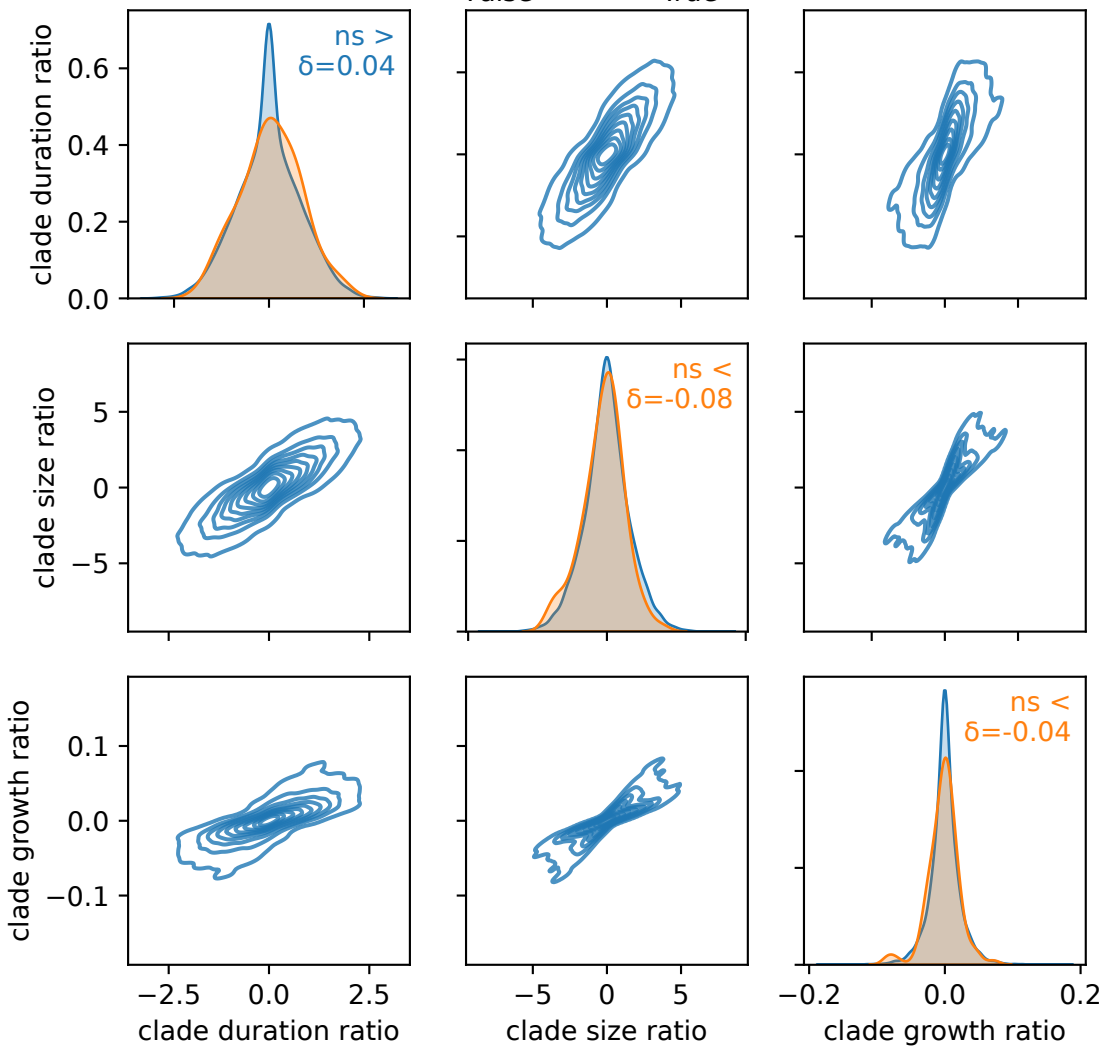 clade duration ratio
0.6
0.4
0.2
0.0
ns >
δ=0.04
clade size ratio
5
0
−5
ns <
δ=-0.08
clade growth ratio
0.1
0.0
−0.1
ns <
δ=-0.04
−2.5 0.0 2.5
−5 0 5
−0.2 0.0 0.2
clade duration ratio
clade size ratio
clade growth ratio